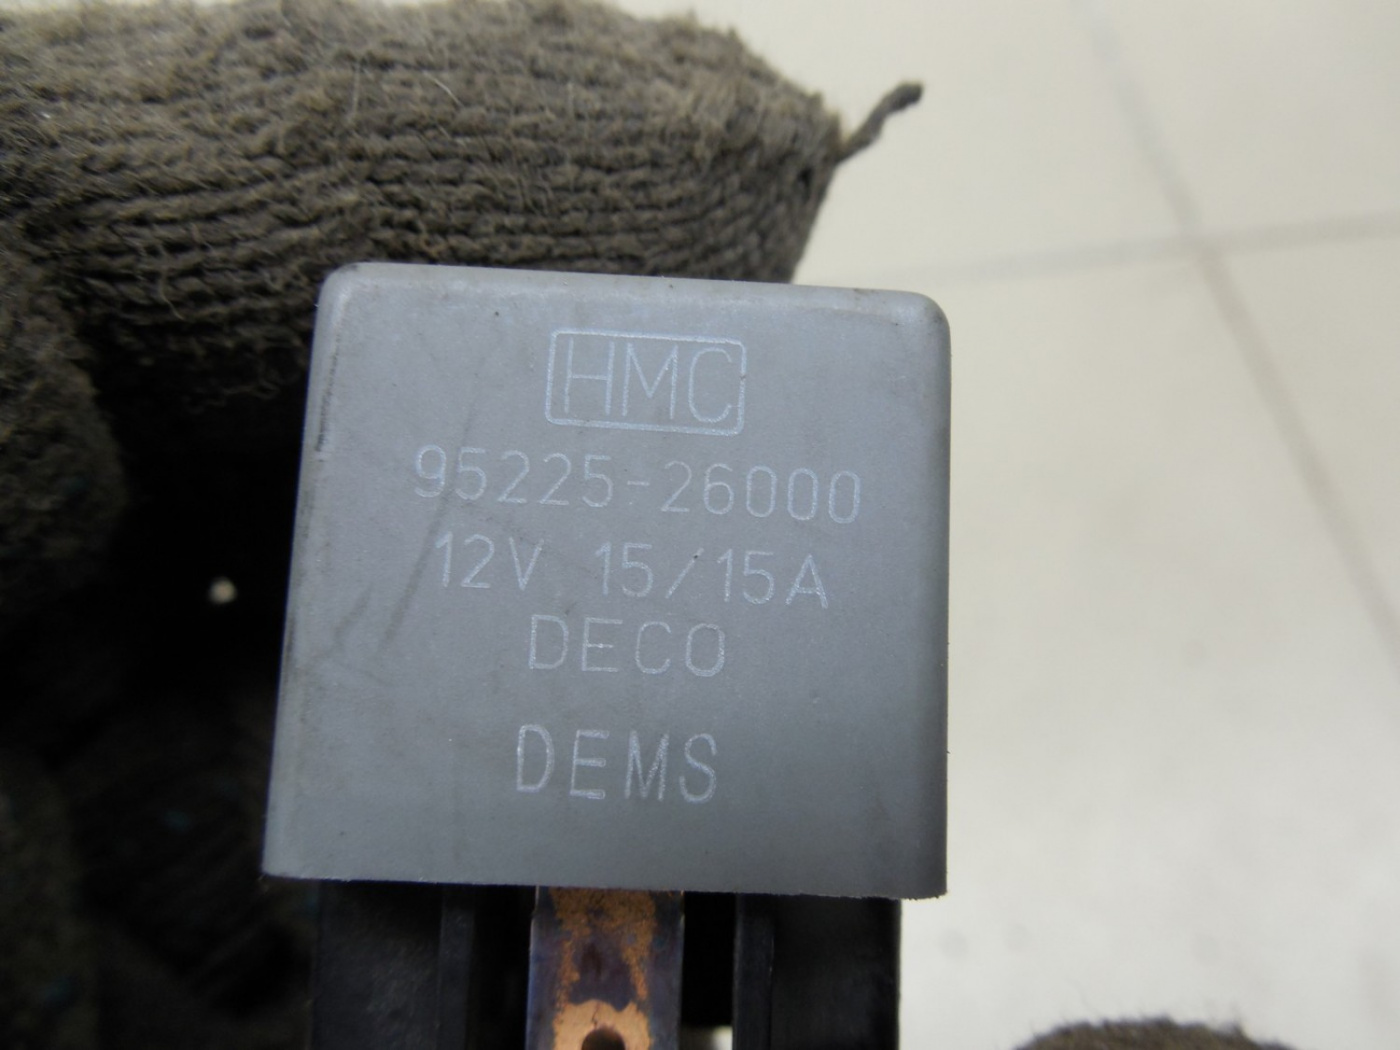 HMC
95225-26000
12V 15/15A
DECO
DEMS